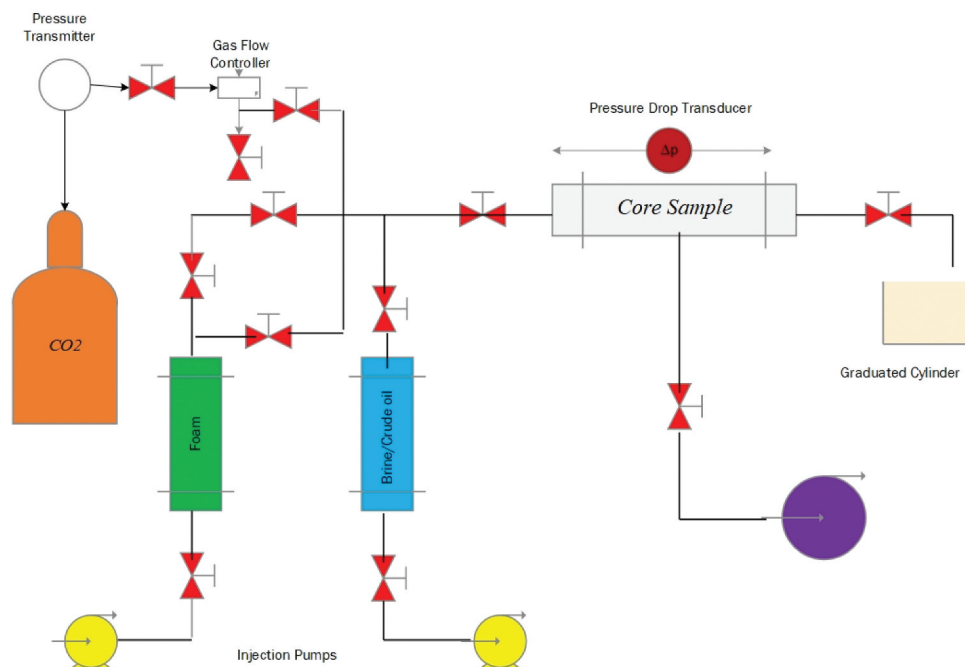 Pressure
Transmitter
Gas Flow
Controller
Pressure Drop Transducer
Δp
Core Sample
CO2
Graduated Cylinder
Foam
Brine/Crude oil
Injection Pumps